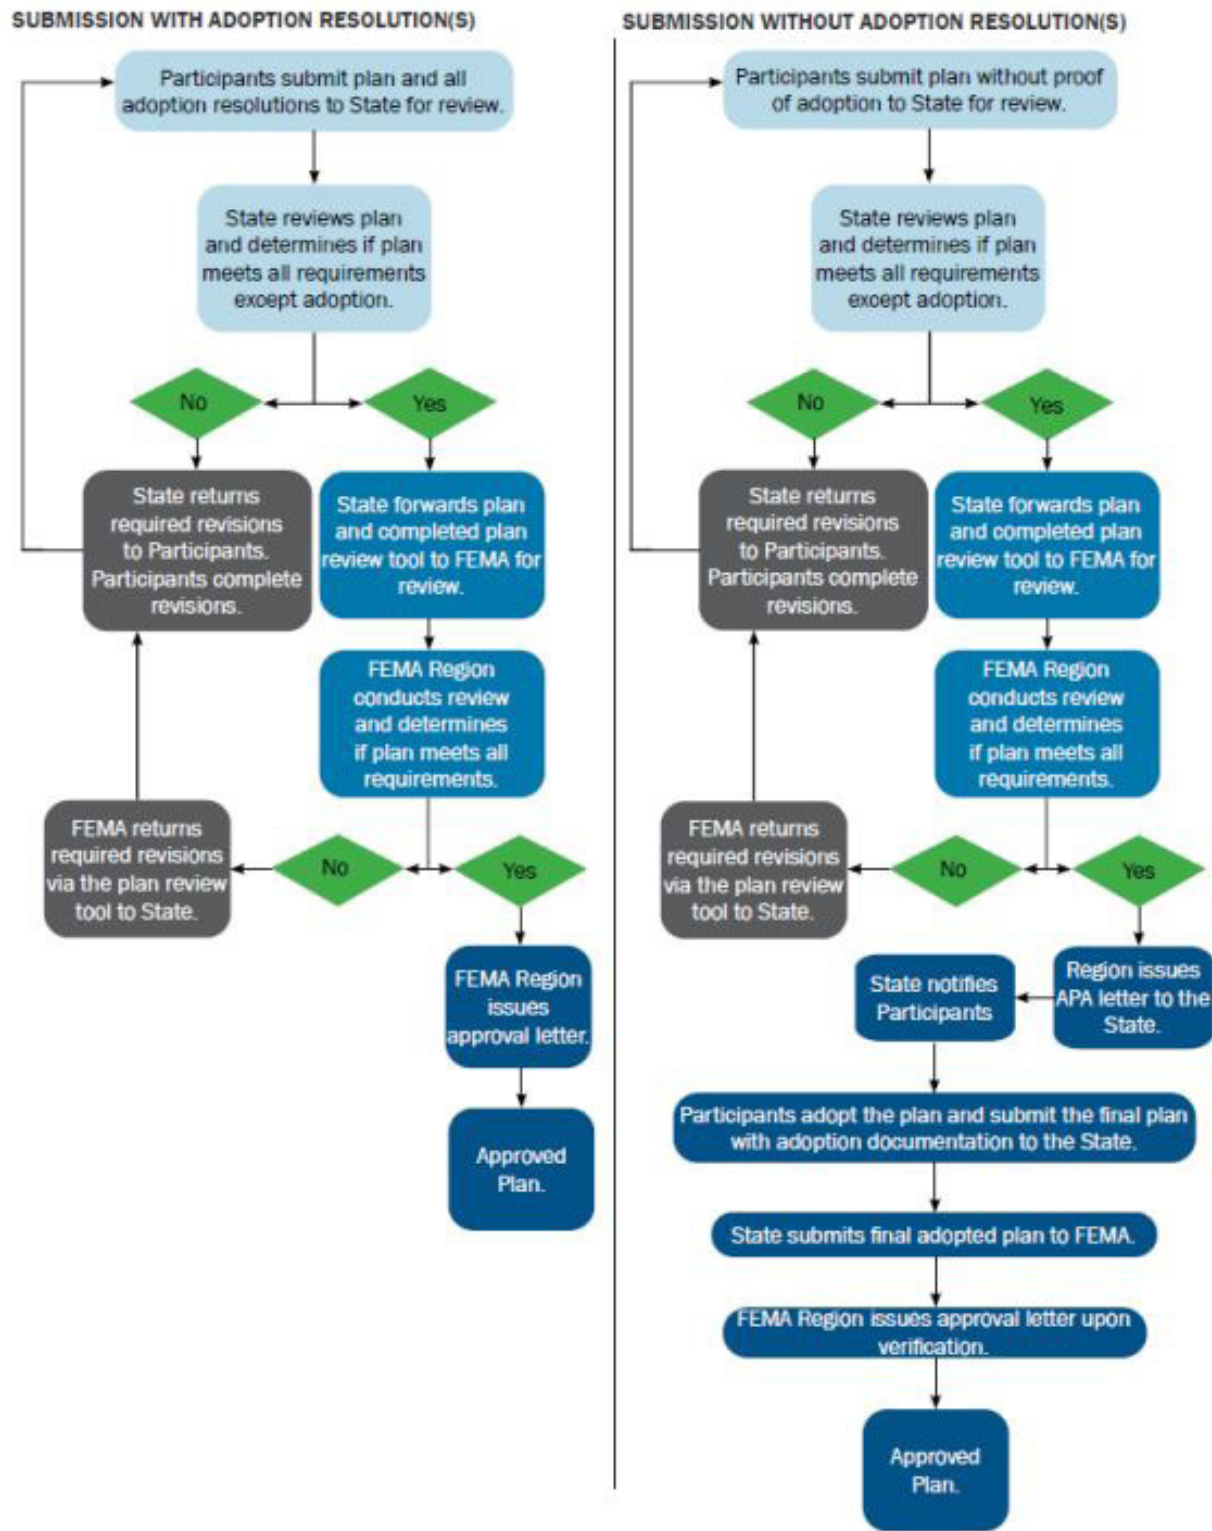 SUBMISSION WITH ADOPTION RESOLUTION(S)
Participants submit plan and all
adoption resolutions to State for review.
State reviews plan
and determines if plan
meets all requirements
except adoption.
No
Yes
State returns
required revisions
to Participants.
Participants complete
revisions.
State forwards plan
and completed plan
review tool to FEMA for
review.
FEMA Region
conducts review
and determines
if plan meets all
requirements.
FEMA returns
required revisions
via the plan review
tool to State.
No
Yes
FEMA Region
issues
approval letter.
Approved
Plan.
SUBMISSION WITHOUT ADOPTION RESOLUTION(S)
Participants submit plan without proof
of adoption to State for review.
State reviews plan
and determines if plan
meets all requirements
except adoption.
No
Yes
State returns
required revisions
to Participants.
Participants complete
revisions.
State forwards plan
and completed plan
review tool to FEMA for
review.
FEMA Region
conducts review
and determines
if plan meets all
requirements.
FEMA returns
required revisions
via the plan review
tool to State.
No
Yes
Region issues
APA letter to the
State.
State notifies
Participants
Participants adopt the plan and submit the final plan
with adoption documentation to the State.
State submits final adopted plan to FEMA.
FEMA Region issues approval letter upon
verification.
Approved
Plan.